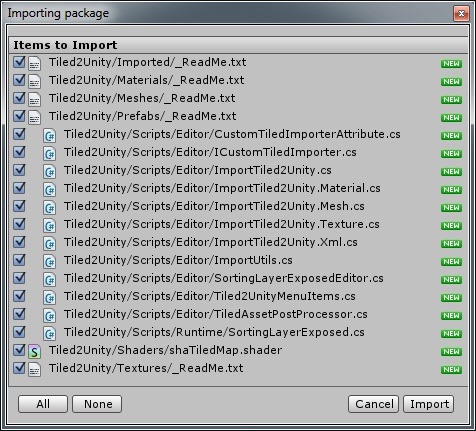 Importing package
Items to Import
Tiled2Unity/Imported/_ReadMe.txt NEW
Tiled2Unity/Materials/_ReadMe.txt NEW
Tiled2Unity/Meshes/_ReadMe.txt NEW
Tiled2Unity/Prefabs/_ReadMe.txt NEW
Tiled2Unity/Scripts/Editor/CustomTiledImporterAttribute.cs NEW
Tiled2Unity/Scripts/Editor/ICustomTiledImporter.cs NEW
Tiled2Unity/Scripts/Editor/ImportTiled2Unity.cs NEW
Tiled2Unity/Scripts/Editor/ImportTiled2Unity.Material.cs NEW
Tiled2Unity/Scripts/Editor/ImportTiled2Unity.Mesh.cs NEW
Tiled2Unity/Scripts/Editor/ImportTiled2Unity.Texture.cs NEW
Tiled2Unity/Scripts/Editor/ImportTiled2Unity.Xml.cs NEW
Tiled2Unity/Scripts/Editor/ImportUtils.cs NEW
Tiled2Unity/Scripts/Editor/SortingLayerExposedEditor.cs NEW
Tiled2Unity/Scripts/Editor/Tiled2UnityMenuItems.cs NEW
Tiled2Unity/Scripts/Editor/TiledAssetPostProcessor.cs NEW
Tiled2Unity/Scripts/Runtime/SortingLayerExposed.cs NEW
Tiled2Unity/Shaders/shaTiledMap.shader NEW
Tiled2Unity/Textures/_ReadMe.txt NEW
All None Cancel Import